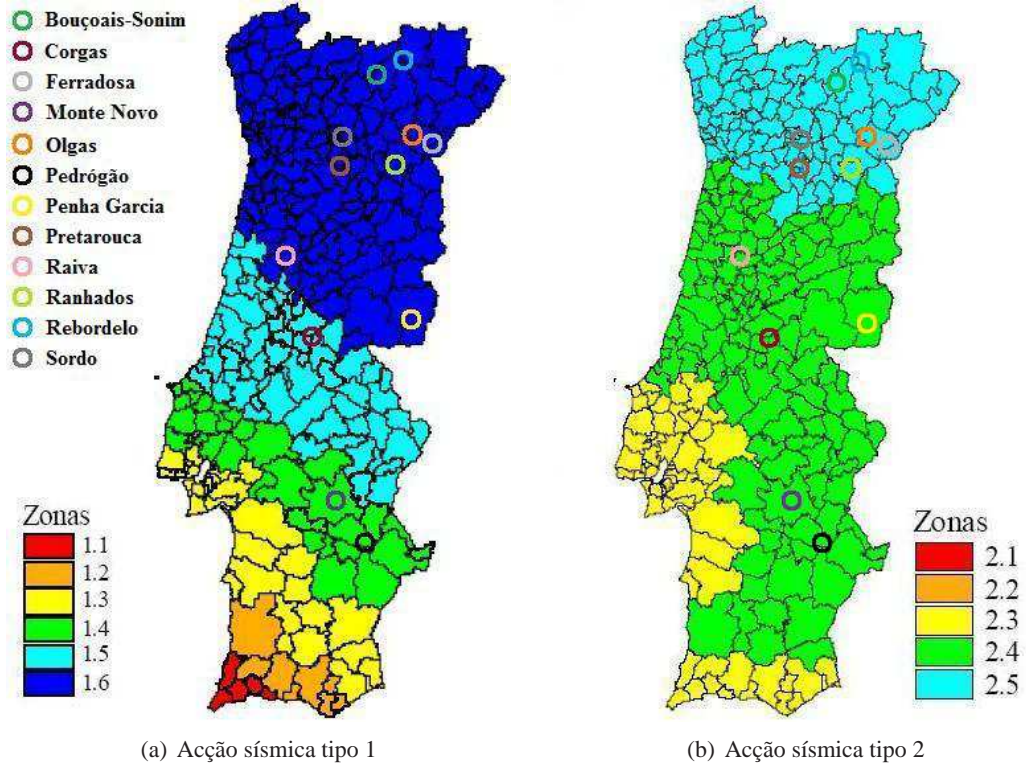 Bouçoais-Sonim
Corgas
Ferradosa
Monte Novo
Olgas
Pedrógão
Penha Garcia
Pretarouca
Raiva
Ranhados
Rebordelo
Sordo
Zonas
1.1
1.2
1.3
1.4
1.5
1.6
Zonas
2.1
2.2
2.3
2.4
2.5
(a) Acção sísmica tipo 1
(b) Acção sísmica tipo 2